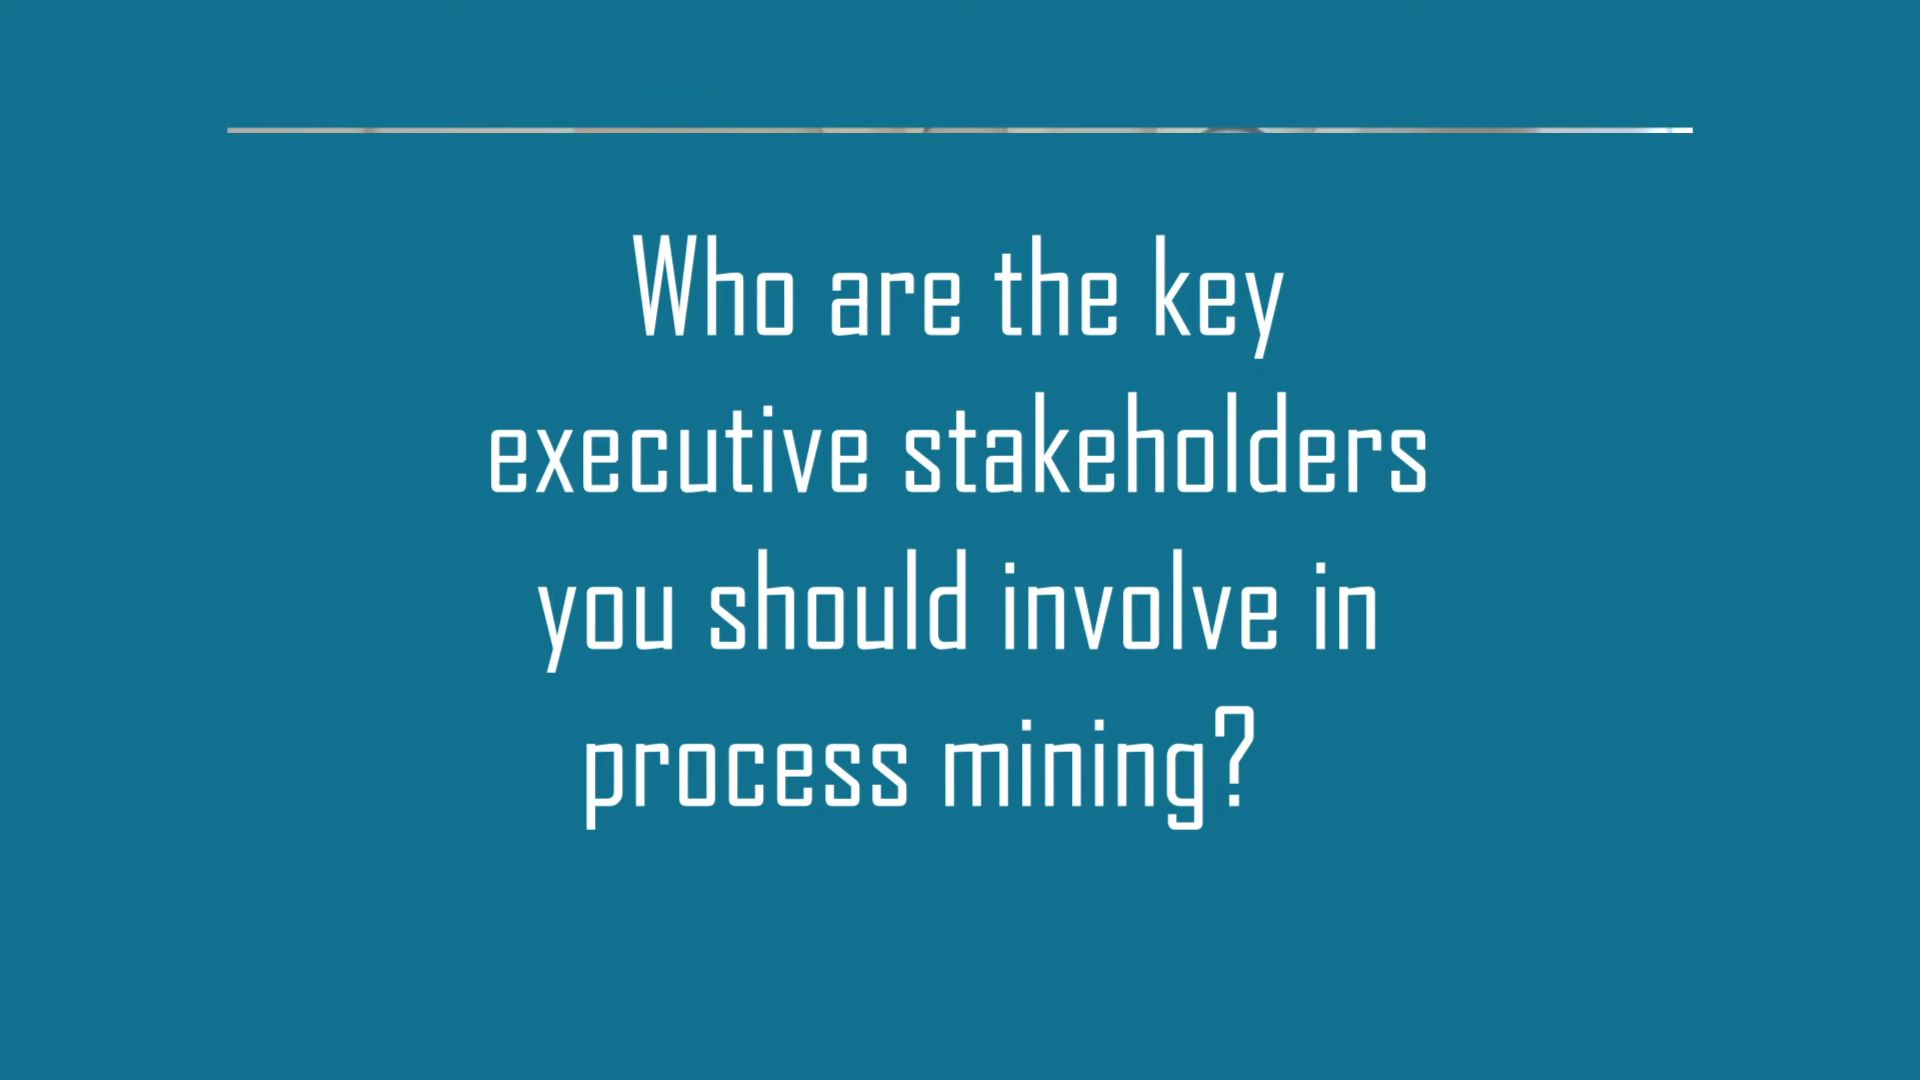 Who are the key
executive stakeholders
you should involve in
process mining?